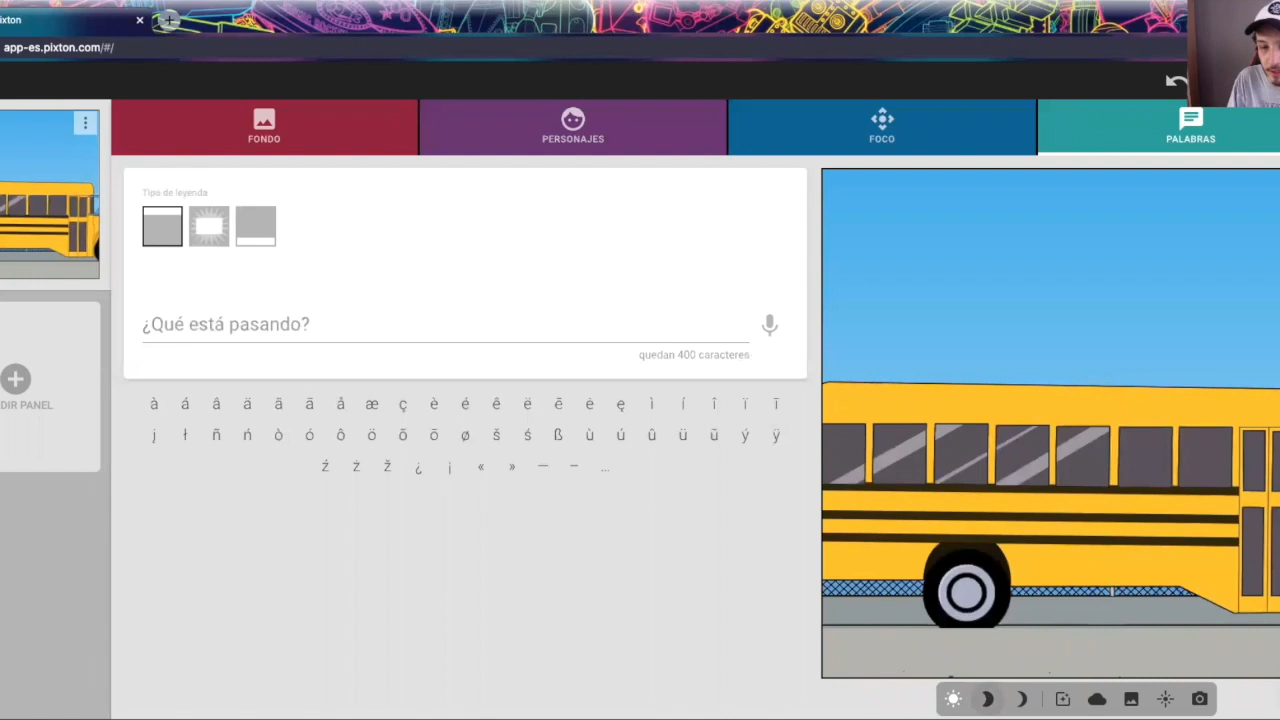 ixton
app-es.pixton.com/#/
FONDO
PERSONAJES
FOCO
PALABRAS
Tipo de leyenda
¿Qué está pasando?
quedan 400 caracteres
à á â ä ã ā å æ ç è é ê ë ē ė ę ì í î ï ī
į ł ñ ń ò ó ô ö ő õ ø š ś ß ù ú û ü ū ý ÿ
ź ż ž ¿ ¡ « » — – …
DIR PANEL